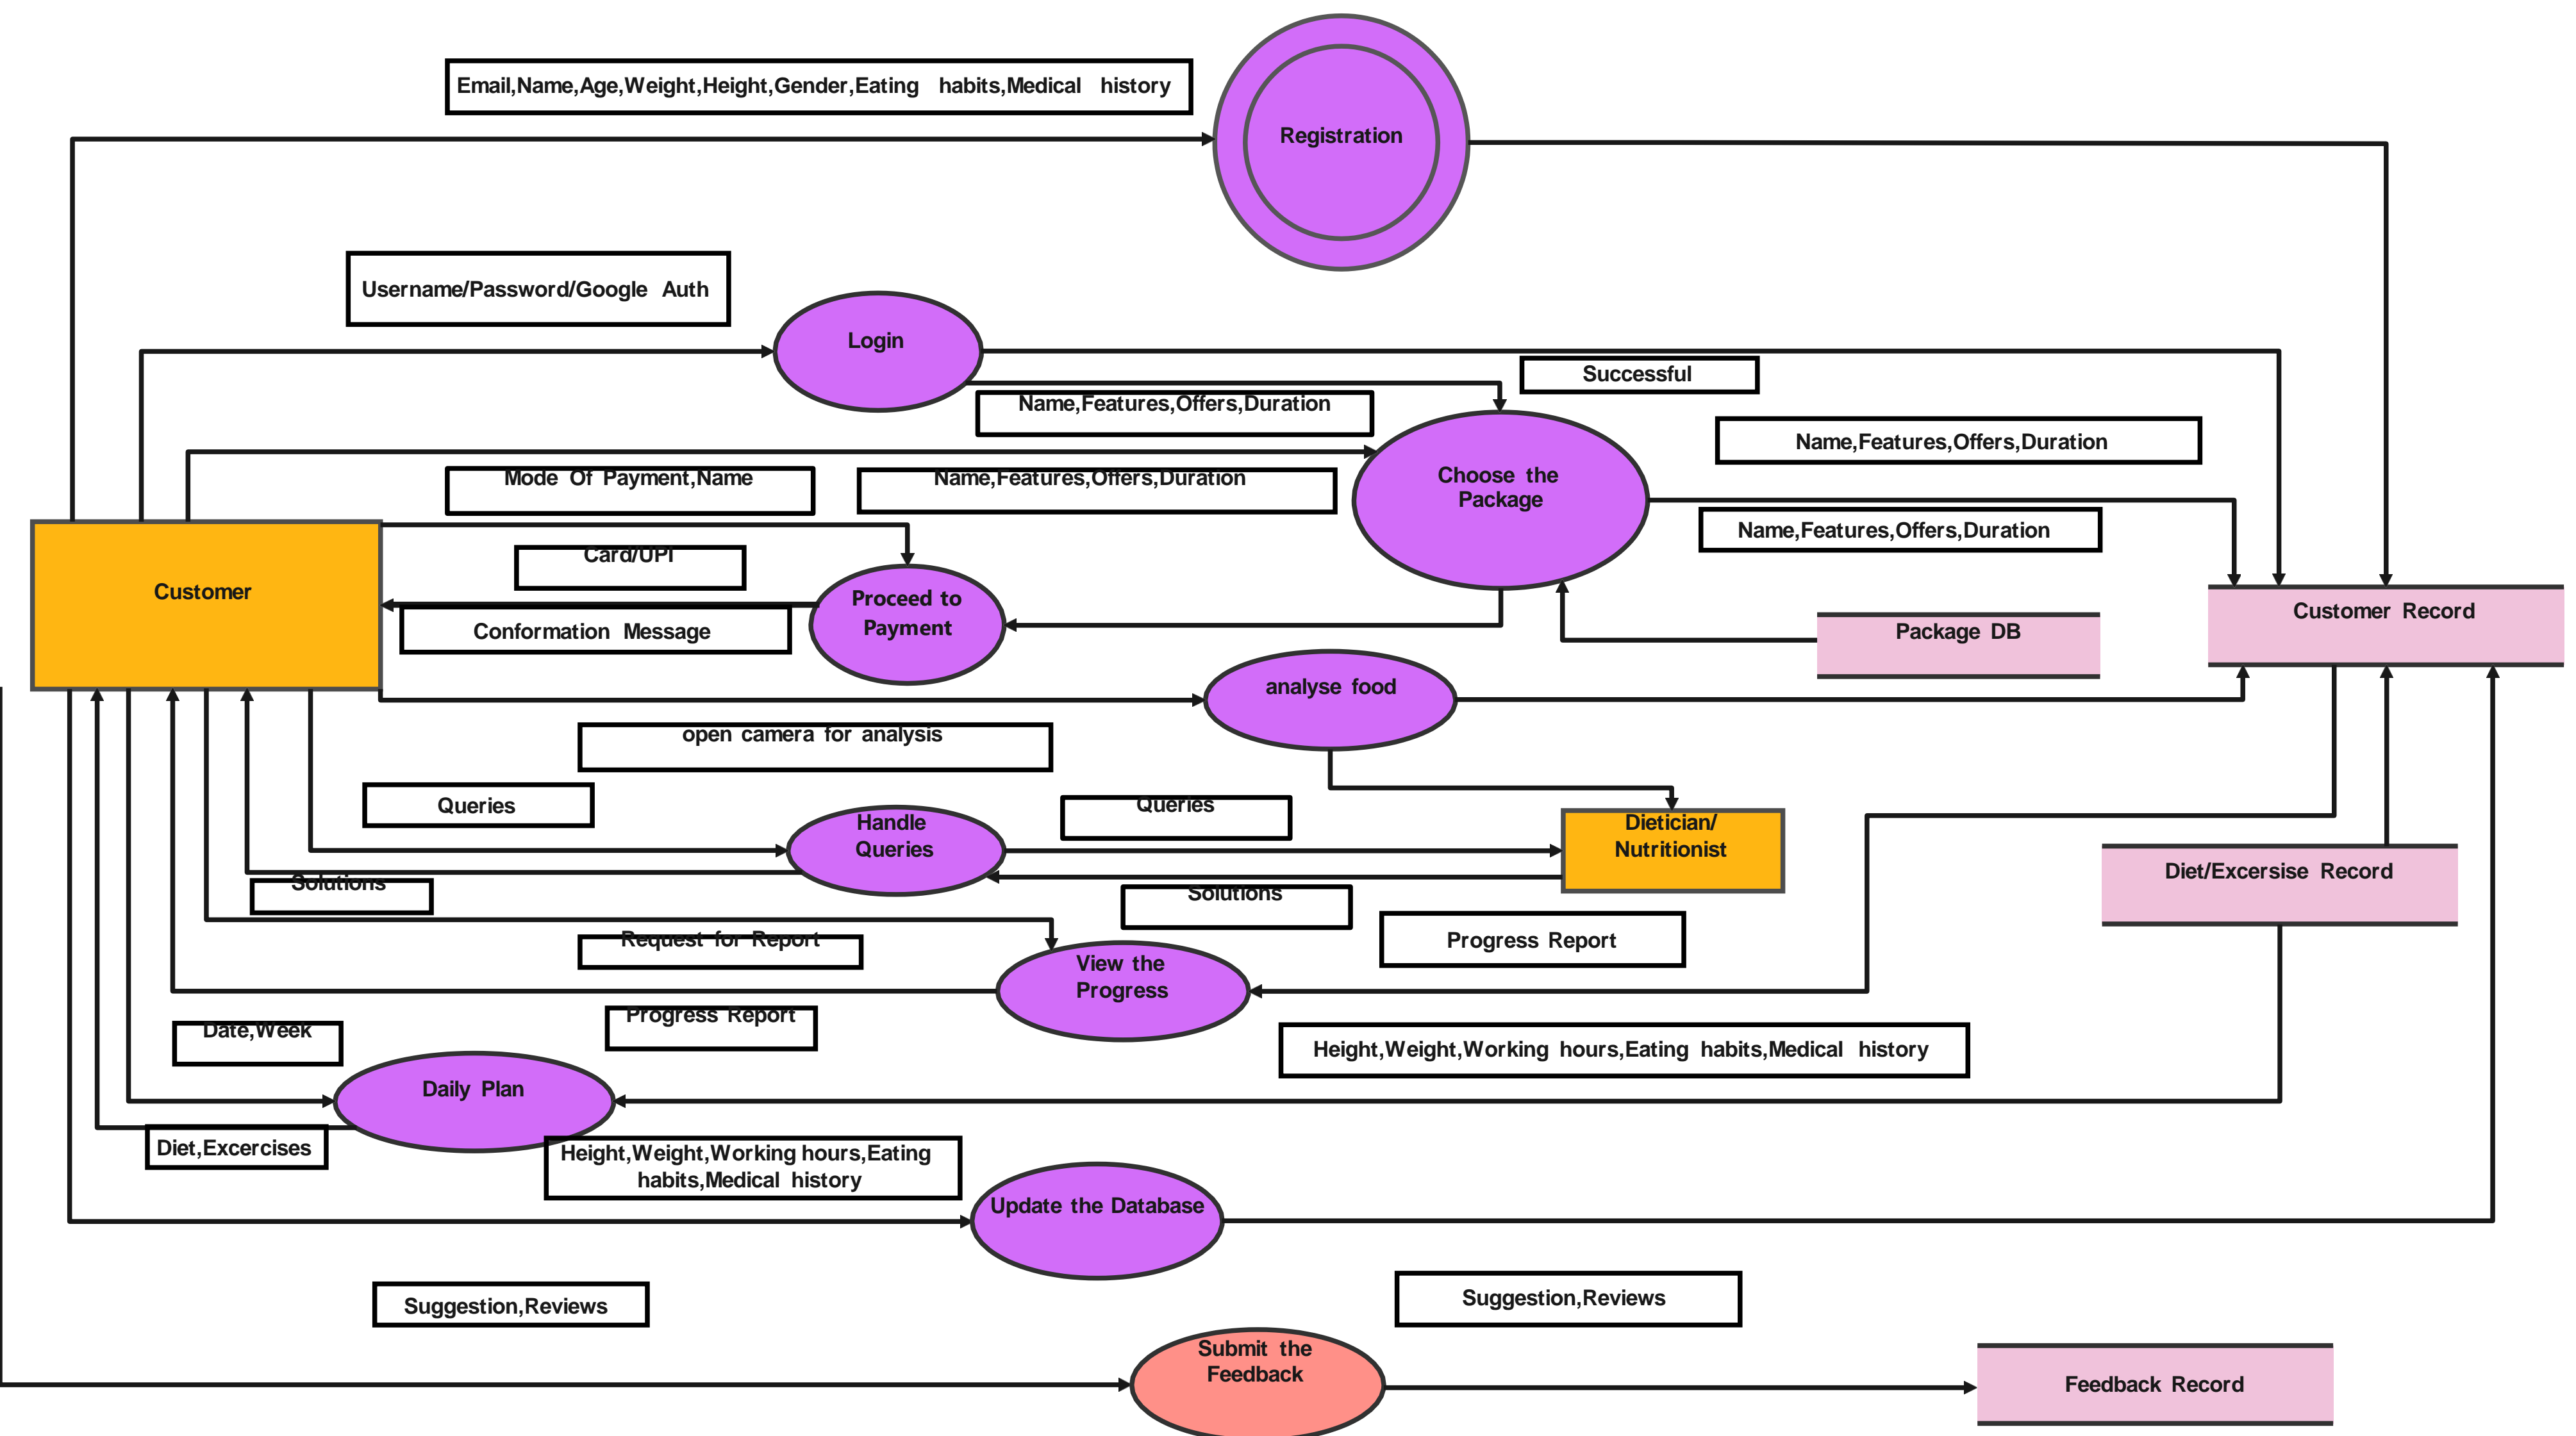 Email,Name,Age,Weight,Height,Gender,Eating habits,Medical history
Registration
Username/Password/Google Auth
Login
Successful
Name,Features,Offers,Duration
Name,Features,Offers,Duration
Mode Of Payment,Name
Name,Features,Offers,Duration
Choose the
Package
Name,Features,Offers,Duration
Card/UPI
Customer
Proceed to
Payment
Conformation Message
Package DB
Customer Record
analyse food
open camera for analysis
Queries
Queries
Handle
Queries
Dietician/
Nutritionist
Diet/Excersise Record
Solutions
Solutions
Request for Report
Progress Report
View the
Progress
Progress Report
Date,Week
Height,Weight,Working hours,Eating habits,Medical history
Daily Plan
Diet,Excercises
Height,Weight,Working hours,Eating
habits,Medical history
Update the Database
Suggestion,Reviews
Suggestion,Reviews
Submit the
Feedback
Feedback Record